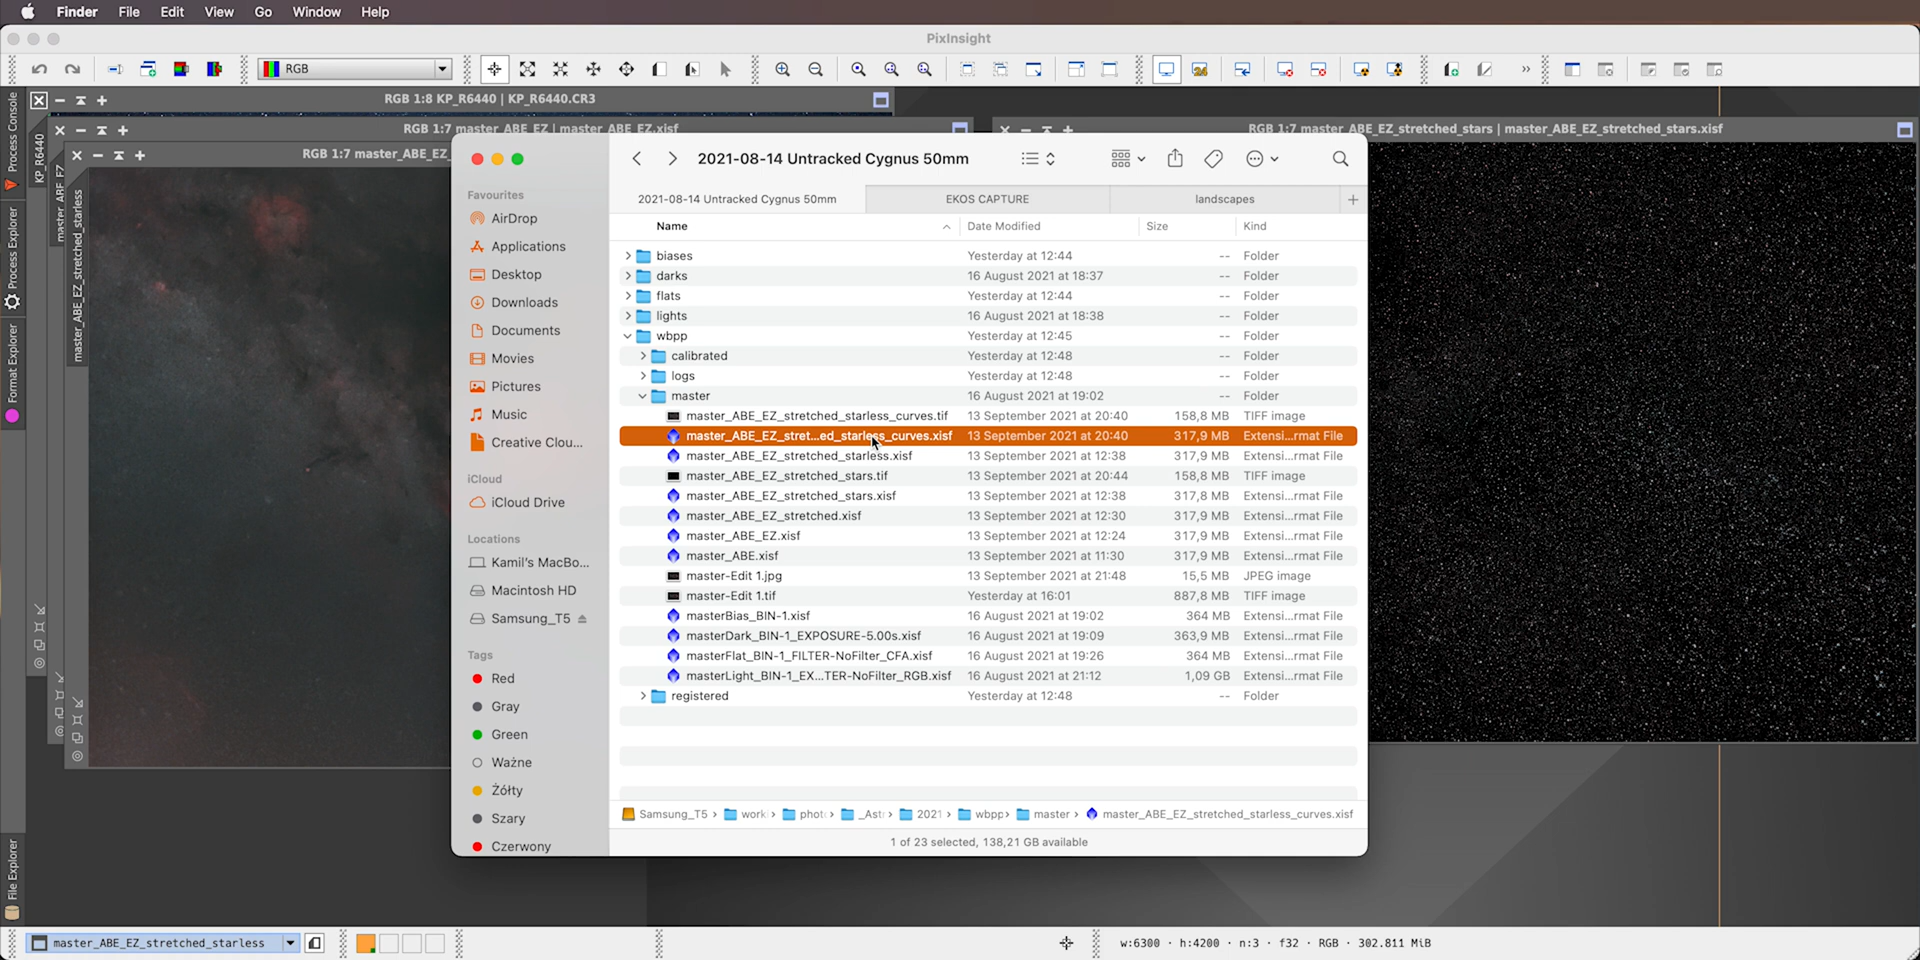 Finder File Edit View Go Window Help
PixInsight
RGB
RGB 1:8 KP_R6440 | KP_R6440.CR3
RGB 1:7 master_ABE_EZ | master_ABE_EZ.xisf
RGB 1:7 master_ABE_EZ_
RGB 1:7 master_ABE_EZ_stretched_stars | master_ABE_EZ_stretched_stars.xisf
Process Console
Process Explorer
Format Explorer
File Explorer
KP_R6440
master_ABE_EZ
master_ABE_EZ_stretched_starless
2021-08-14 Untracked Cygnus 50mm
2021-08-14 Untracked Cygnus 50mm EKOS CAPTURE landscapes
Favourites
AirDrop
Applications
Desktop
Downloads
Documents
Movies
Pictures
Music
Creative Clou...
iCloud
iCloud Drive
Locations
Kamil's MacBo...
Macintosh HD
Samsung_T5
Tags
Red
Gray
Green
Ważne
Żółty
Szary
Czerwony
Name Date Modified Size Kind
biases Yesterday at 12:44 -- Folder
darks 16 August 2021 at 18:37 -- Folder
flats Yesterday at 12:44 -- Folder
lights 16 August 2021 at 18:38 -- Folder
wbpp Yesterday at 12:45 -- Folder
calibrated Yesterday at 12:48 -- Folder
logs Yesterday at 12:48 -- Folder
master 16 August 2021 at 19:02 -- Folder
master_ABE_EZ_stretched_starless_curves.tif 13 September 2021 at 20:40 158,8 MB TIFF image
master_ABE_EZ_stret...ed_starless_curves.xisf 13 September 2021 at 20:40 317,9 MB Extensi...rmat File
master_ABE_EZ_stretched_starless.xisf 13 September 2021 at 12:38 317,9 MB Extensi...rmat File
master_ABE_EZ_stretched_stars.tif 13 September 2021 at 20:44 158,8 MB TIFF image
master_ABE_EZ_stretched_stars.xisf 13 September 2021 at 12:38 317,8 MB Extensi...rmat File
master_ABE_EZ_stretched.xisf 13 September 2021 at 12:30 317,9 MB Extensi...rmat File
master_ABE_EZ.xisf 13 September 2021 at 12:24 317,9 MB Extensi...rmat File
master_ABE.xisf 13 September 2021 at 11:30 317,9 MB Extensi...rmat File
master-Edit 1.jpg 13 September 2021 at 21:48 15,5 MB JPEG image
master-Edit 1.tif Yesterday at 16:01 887,8 MB TIFF image
masterBias_BIN-1.xisf 16 August 2021 at 19:02 364 MB Extensi...rmat File
masterDark_BIN-1_EXPOSURE-5.00s.xisf 16 August 2021 at 19:09 363,9 MB Extensi...rmat File
masterFlat_BIN-1_FILTER-NoFilter_CFA.xisf 16 August 2021 at 19:26 364 MB Extensi...rmat File
masterLight_BIN-1_EX...TER-NoFilter_RGB.xisf 16 August 2021 at 21:12 1,09 GB Extensi...rmat File
registered Yesterday at 12:48 -- Folder
Samsung_T5 › work › phot › _Ast › 2021 › wbpp › master › master_ABE_EZ_stretched_starless_curves.xisf
1 of 23 selected, 138,21 GB available
master_ABE_EZ_stretched_starless
w:6300 · h:4200 · n:3 · f32 · RGB · 302.811 MiB